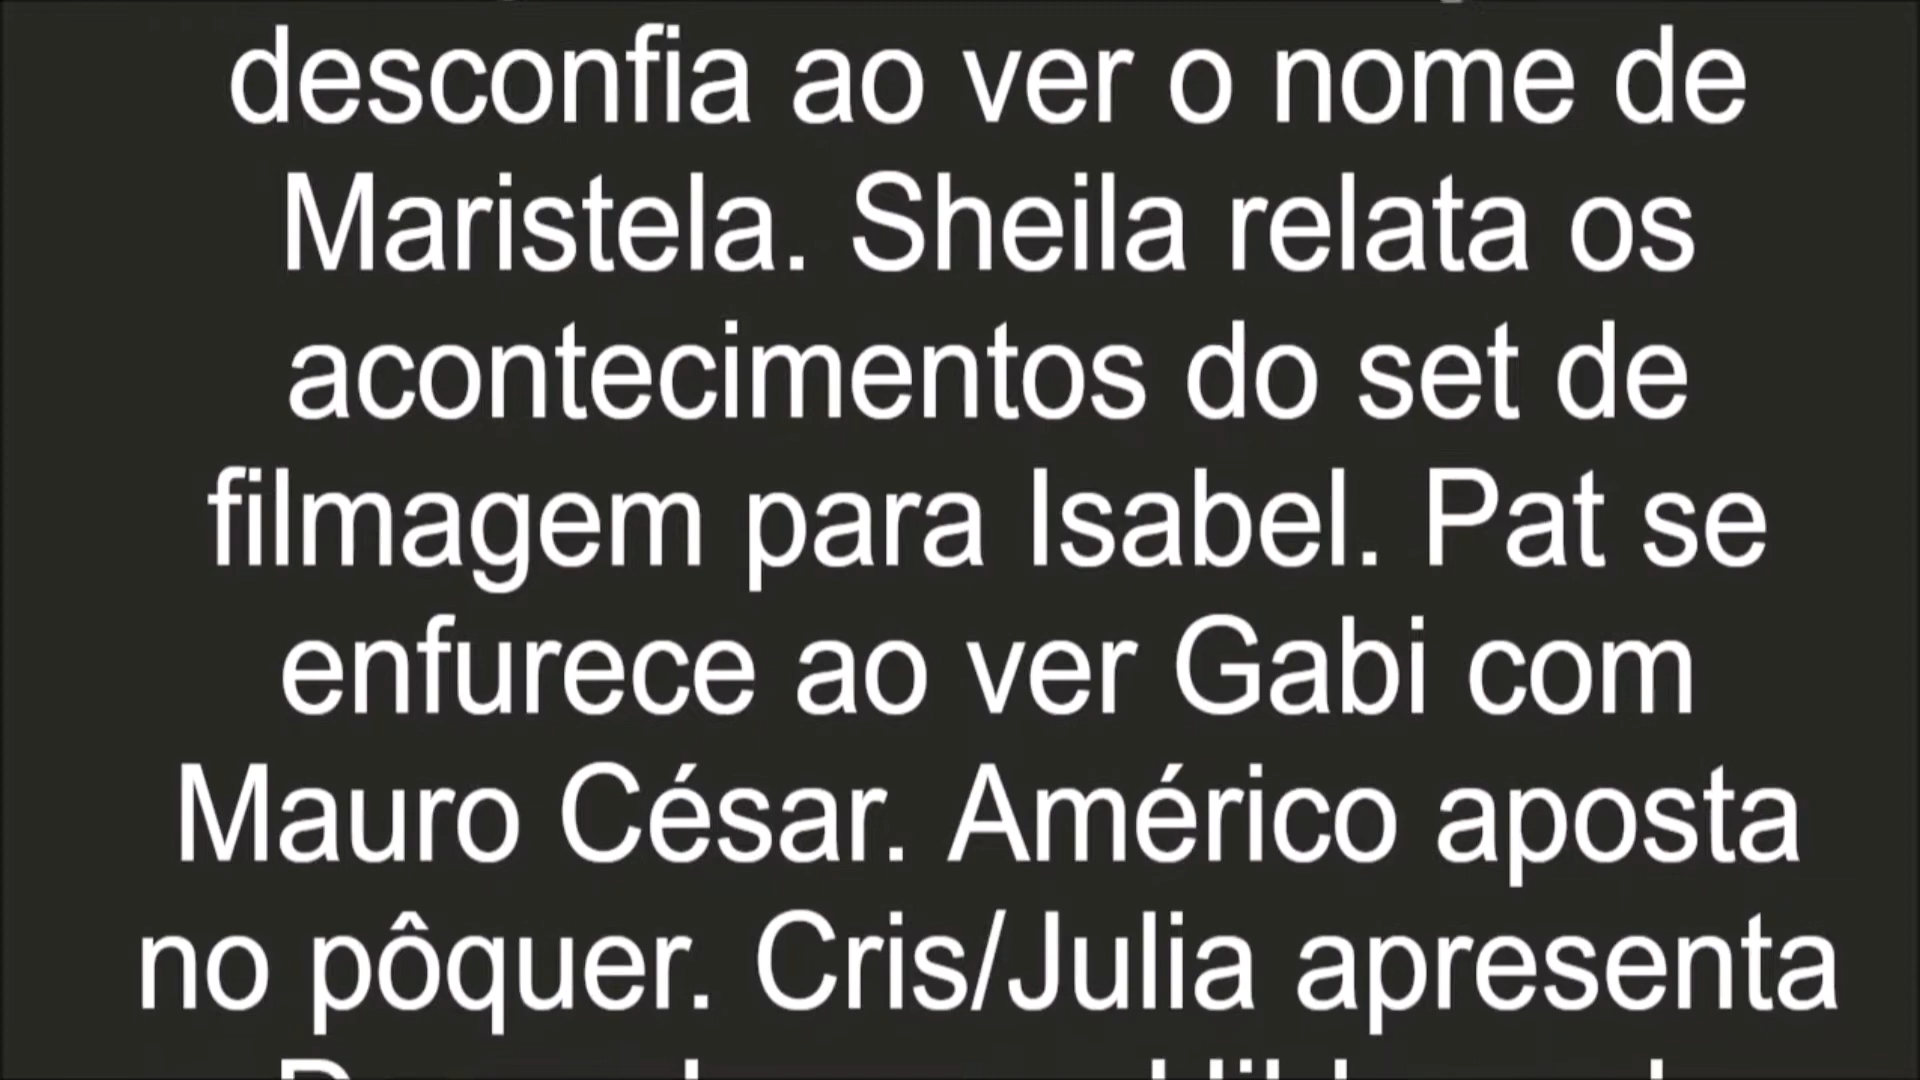 desconfia ao ver o nome de
Maristela. Sheila relata os
acontecimentos do set de
filmagem para Isabel. Pat se
enfurece ao ver Gabi com
Mauro César. Américo aposta
no pôquer. Cris/Julia apresenta